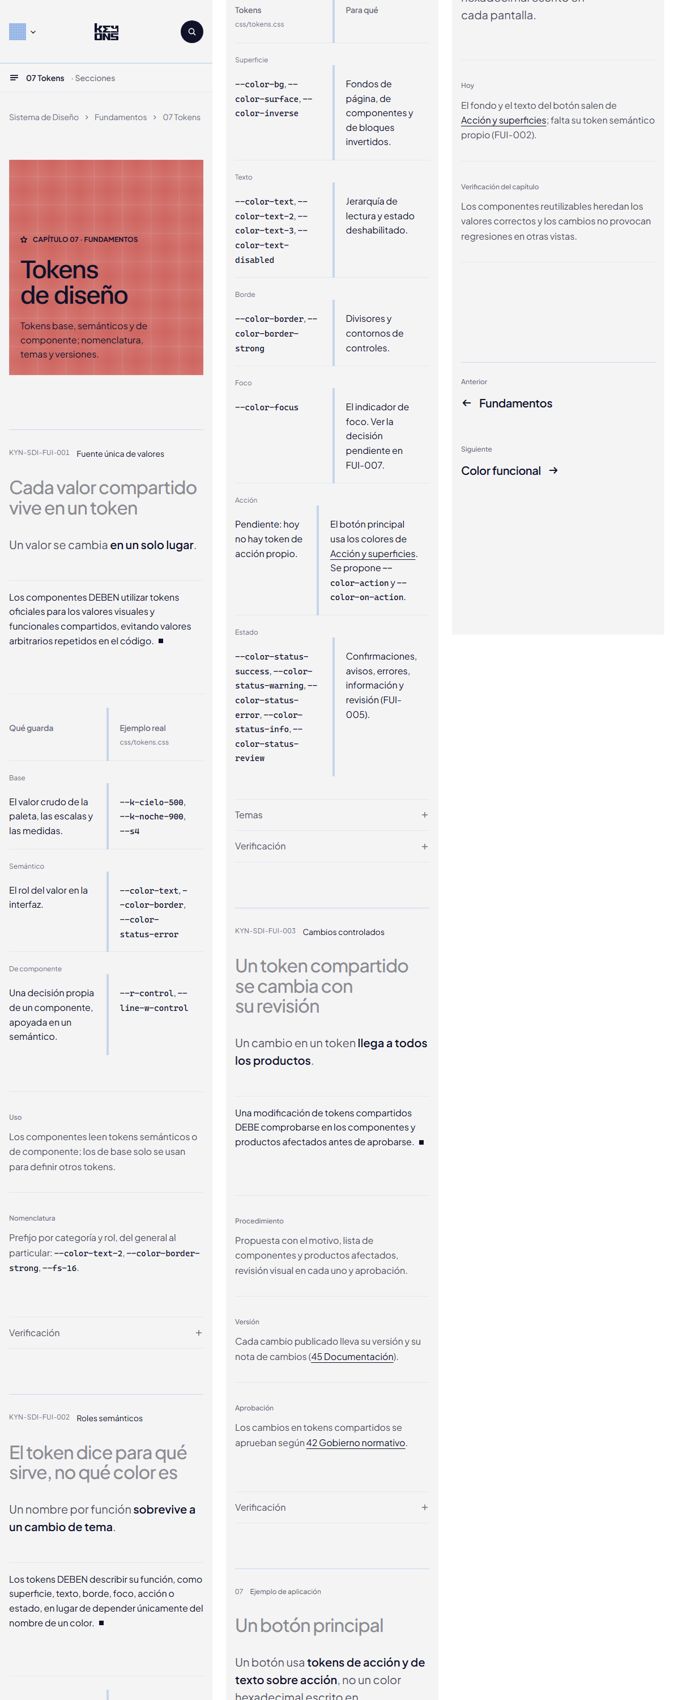 KEY
ONS
07 Tokens · Secciones
Sistema de Diseño > Fundamentos > 07 Tokens
CAPÍTULO 07 · FUNDAMENTOS
Tokens
de diseño
Tokens base, semánticos y de
componente; nomenclatura,
temas y versiones.
KYN-SDI-FUI-001 Fuente única de valores
Cada valor compartido
vive en un token
Un valor se cambia en un solo lugar.
Los componentes DEBEN utilizar tokens
oficiales para los valores visuales y
funcionales compartidos, evitando valores
arbitrarios repetidos en el código.
Qué guarda
Ejemplo real
css/tokens.css
Base
El valor crudo de la
paleta, las escalas y
las medidas.
--k-cielo-500,
--k-noche-900,
--s4
Semántico
El rol del valor en la
interfaz.
--color-text, -
-color-border,
--color-
status-error
De componente
Una decisión propia
de un componente,
apoyada en un
semántico.
--r-control, --
line-w-control
Uso
Los componentes leen tokens semánticos o
de componente; los de base solo se usan
para definir otros tokens.
Nomenclatura
Prefijo por categoría y rol, del general al
particular: --color-text-2, --color-border-
strong, --fs-16.
Verificación +
KYN-SDI-FUI-002 Roles semánticos
El token dice para qué
sirve, no qué color es
Un nombre por función sobrevive a
un cambio de tema.
Los tokens DEBEN describir su función, como
superficie, texto, borde, foco, acción o
estado, en lugar de depender únicamente del
nombre de un color.
Tokens
css/tokens.css
Para qué
Superficie
--color-bg, --
color-surface, --
color-inverse
Fondos de
página, de
componentes y
de bloques
invertidos.
Texto
--color-text, --
color-text-2, --
color-text-3, --
color-text-
disabled
Jerarquía de
lectura y estado
deshabilitado.
Borde
--color-border, --
color-border-
strong
Divisores y
contornos de
controles.
Foco
--color-focus
El indicador de
foco. Ver la
decisión
pendiente en
FUI-007.
Acción
Pendiente: hoy
no hay token de
acción propio.
El botón principal
usa los colores de
Acción y superficies.
Se propone --
color-action y --
color-on-action.
Estado
--color-status-
success, --color-
status-warning, --
color-status-
error, --color-
status-info, --
color-status-
review
Confirmaciones,
avisos, errores,
información y
revisión (FUI-
005).
Temas +
Verificación +
KYN-SDI-FUI-003 Cambios controlados
Un token compartido
se cambia con
su revisión
Un cambio en un token llega a todos
los productos.
Una modificación de tokens compartidos
DEBE comprobarse en los componentes y
productos afectados antes de aprobarse.
Procedimiento
Propuesta con el motivo, lista de
componentes y productos afectados,
revisión visual en cada uno y aprobación.
Versión
Cada cambio publicado lleva su versión y su
nota de cambios (45 Documentación).
Aprobación
Los cambios en tokens compartidos se
aprueban según 42 Gobierno normativo.
Verificación +
07 Ejemplo de aplicación
Un botón principal
Un botón usa tokens de acción y de
texto sobre acción, no un color
hexadecimal escrito en
cada pantalla.
Hoy
El fondo y el texto del botón salen de
Acción y superficies; falta su token semántico
propio (FUI-002).
Verificación del capítulo
Los componentes reutilizables heredan los
valores correctos y los cambios no provocan
regresiones en otras vistas.
Anterior
← Fundamentos
Siguiente
Color funcional →